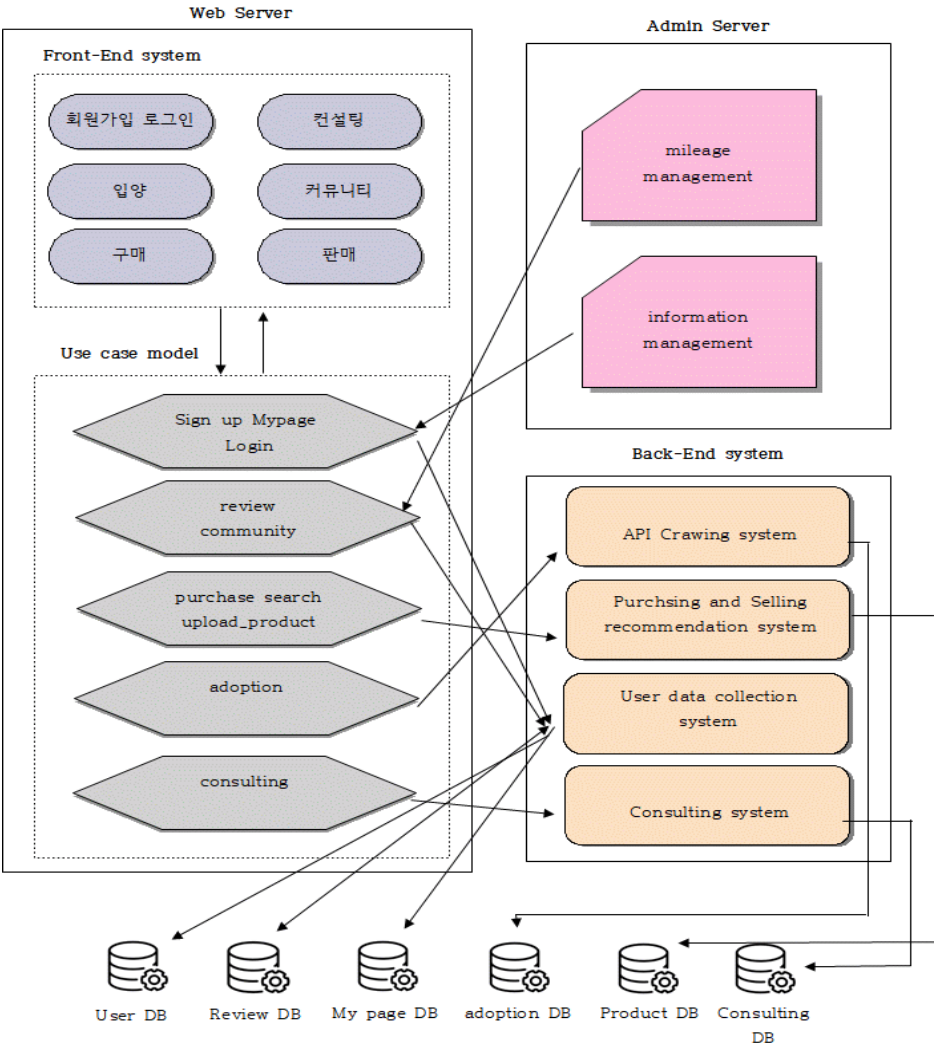 Web Server
Front-End system
회원가입 로그인
컨설팅
입양
커뮤니티
구매
판매
Use case model
Sign up Mypage
Login
review
community
purchase search
upload_product
adoption
consulting
Admin Server
mileage
management
information
management
Back-End system
API Crawing system
Purchsing and Selling
recommendation system
User data collection
system
Consulting system
User DB
Review DB
My page DB
adoption DB
Product DB
Consulting
DB